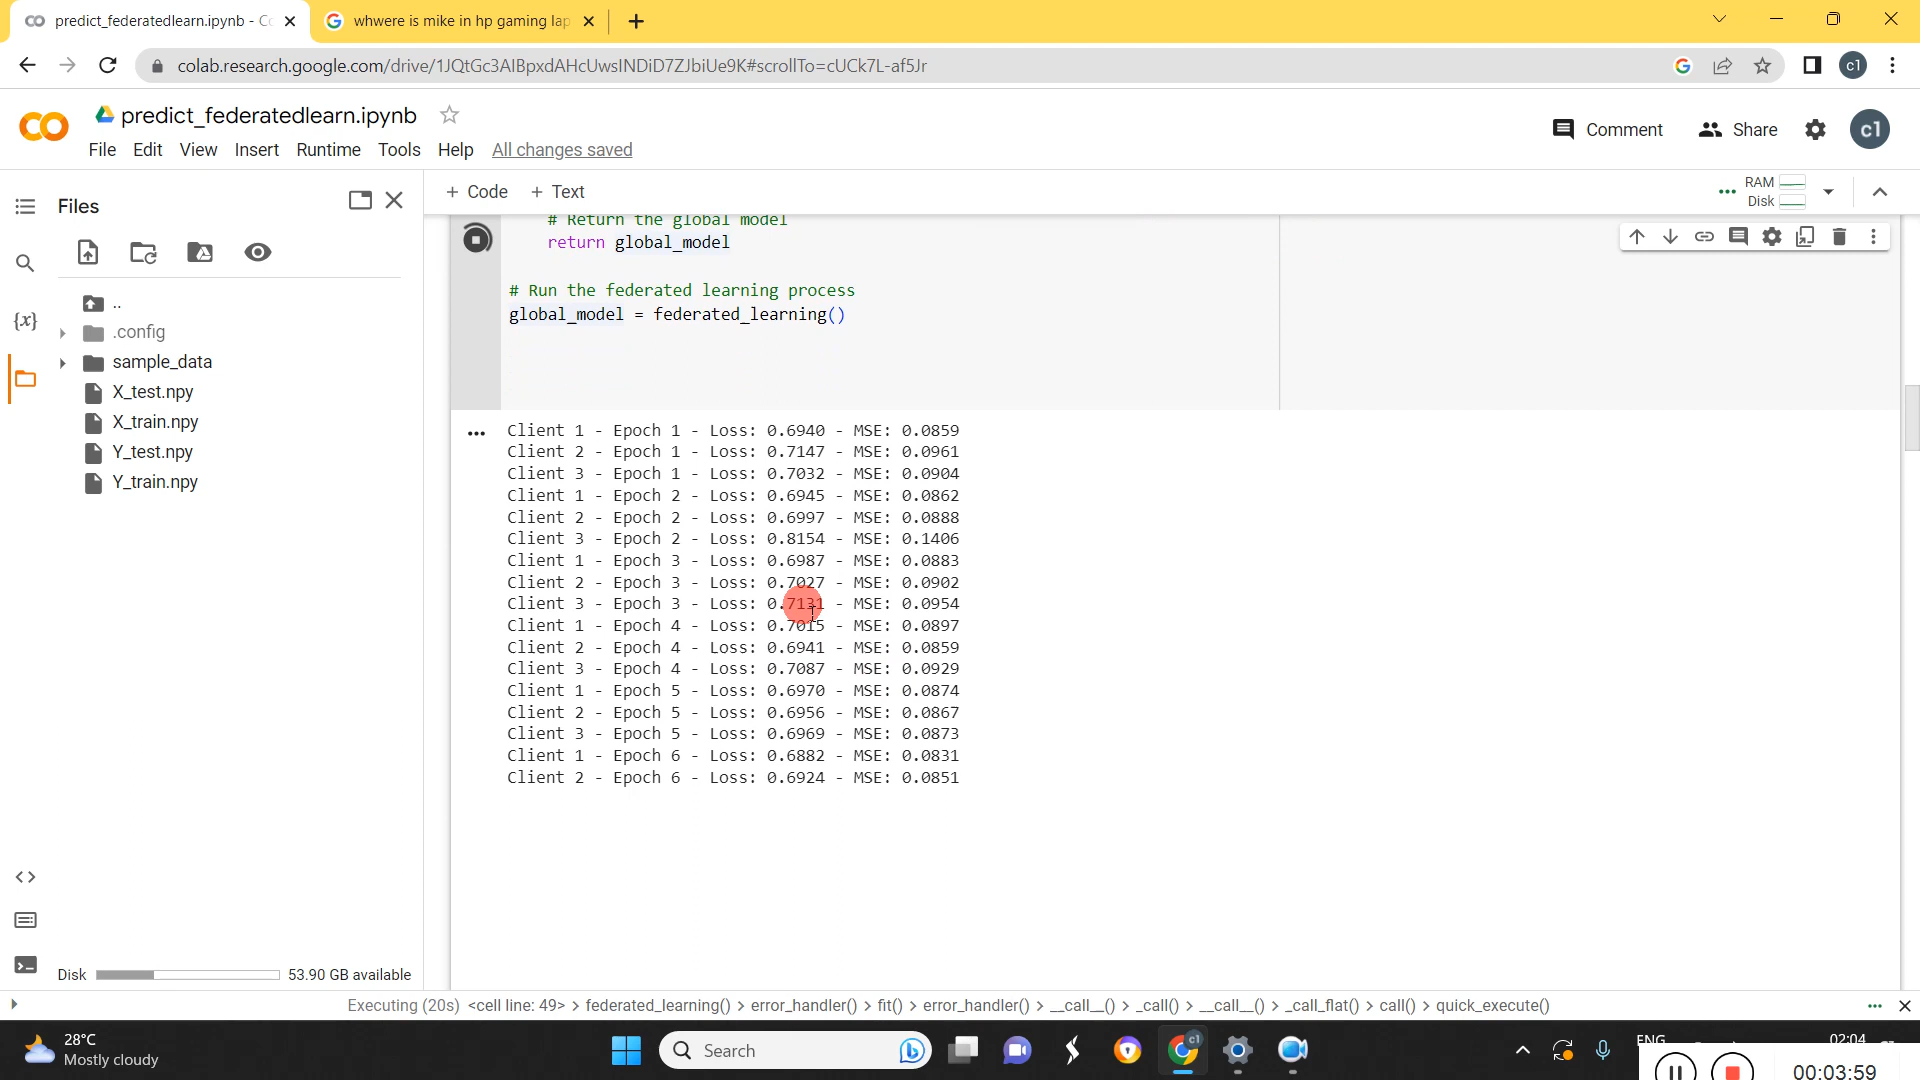 predict_federatedlearn.ipynb - Co
whwere is mike in hp gaming lap
colab.research.google.com/drive/1JQtGc3AIBpxdAHcUwsINDiD7ZJbiUe9K#scrollTo=cUCk7L-af5Jr
c1
predict_federatedlearn.ipynb
File Edit View Insert Runtime Tools Help All changes saved
Comment Share c1
Files
+ Code + Text
RAM
Disk
..
.config
sample_data
X_test.npy
X_train.npy
Y_test.npy
Y_train.npy
{x}
# Return the global model
return global_model
# Run the federated learning process
global_model = federated_learning()
Client 1 - Epoch 1 - Loss: 0.6940 - MSE: 0.0859
Client 2 - Epoch 1 - Loss: 0.7147 - MSE: 0.0961
Client 3 - Epoch 1 - Loss: 0.7032 - MSE: 0.0904
Client 1 - Epoch 2 - Loss: 0.6945 - MSE: 0.0862
Client 2 - Epoch 2 - Loss: 0.6997 - MSE: 0.0888
Client 3 - Epoch 2 - Loss: 0.8154 - MSE: 0.1406
Client 1 - Epoch 3 - Loss: 0.6987 - MSE: 0.0883
Client 2 - Epoch 3 - Loss: 0.7027 - MSE: 0.0902
Client 3 - Epoch 3 - Loss: 0.7131 - MSE: 0.0954
Client 1 - Epoch 4 - Loss: 0.7015 - MSE: 0.0897
Client 2 - Epoch 4 - Loss: 0.6941 - MSE: 0.0859
Client 3 - Epoch 4 - Loss: 0.7087 - MSE: 0.0929
Client 1 - Epoch 5 - Loss: 0.6970 - MSE: 0.0874
Client 2 - Epoch 5 - Loss: 0.6956 - MSE: 0.0867
Client 3 - Epoch 5 - Loss: 0.6969 - MSE: 0.0873
Client 1 - Epoch 6 - Loss: 0.6882 - MSE: 0.0831
Client 2 - Epoch 6 - Loss: 0.6924 - MSE: 0.0851
Disk 53.90 GB available
Executing (20s) <cell line: 49> > federated_learning() > error_handler() > fit() > error_handler() > __call__() > _call() > __call__() > _call_flat() > call() > quick_execute()
28°C
Mostly cloudy
Search
c1
ENG
02:04
00:03:59